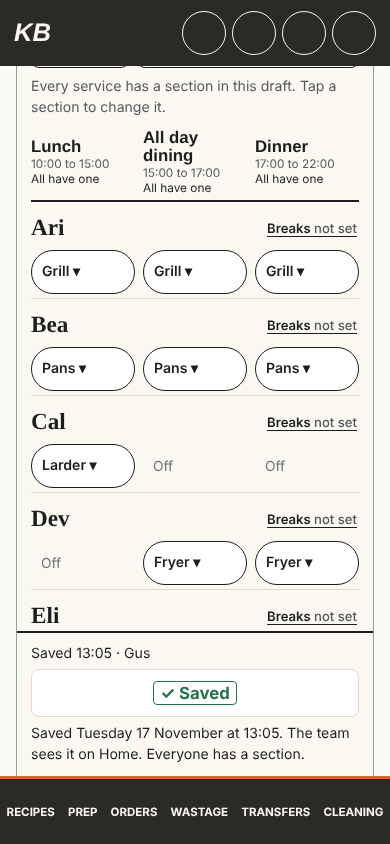 KB
Every service has a section in this draft. Tap a
section to change it.
Lunch
10:00 to 15:00
All have one
All day
dining
15:00 to 17:00
All have one
Dinner
17:00 to 22:00
All have one
Ari
Breaks not set
Grill ▾
Grill ▾
Grill ▾
Bea
Breaks not set
Pans ▾
Pans ▾
Pans ▾
Cal
Breaks not set
Larder ▾
Off
Off
Dev
Breaks not set
Off
Fryer ▾
Fryer ▾
Eli
Breaks not set
Saved 13:05 · Gus
✓ Saved
Saved Tuesday 17 November at 13:05. The team
sees it on Home. Everyone has a section.
RECIPES PREP ORDERS WASTAGE TRANSFERS CLEANING